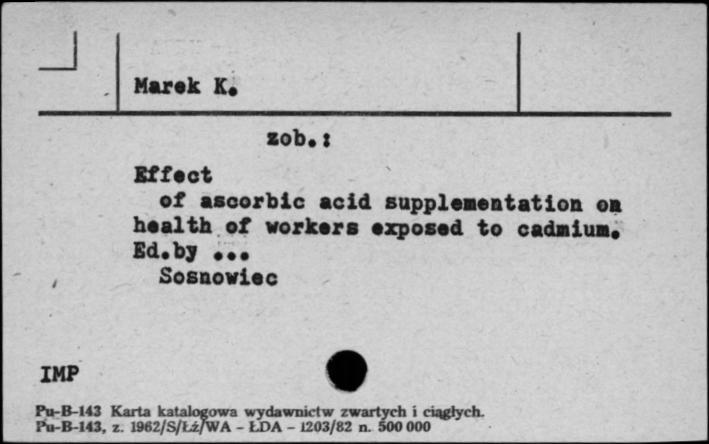 Marek K.
zob.:
Effect
of ascorbic acid supplementation on
health of workers exposed to cadmium.
Ed.by ...
Sosnowiec
IMP
Pu-B-143 Karta katalogowa wydawnictw zwartych i ciągłych.
Pu-B-143, z. 1962/S/Łź/WA - ŁDA - 1203/82 n. 500 000